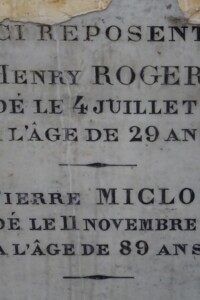 CI REPOSENT
HENRY ROGER
DÉ LE 4 JUILLET
A L'ÂGE DE 29 AN
IERRE MICLO
DÉ LE 11 NOVEMBRE
A L'ÂGE DE 89 ANS